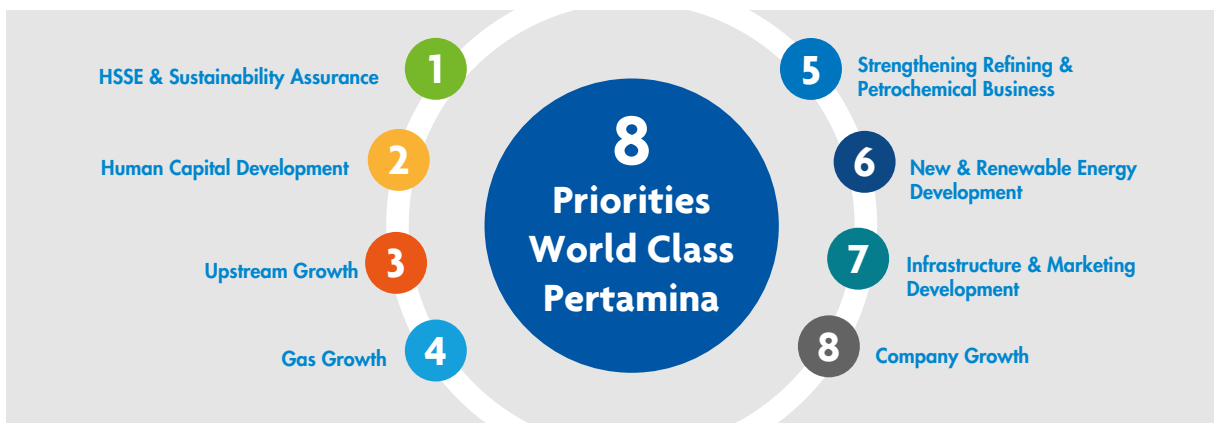 8
Priorities
World Class
Pertamina
1
HSSE & Sustainability Assurance
2
Human Capital Development
3
Upstream Growth
4
Gas Growth
5
Strengthening Refining &
Petrochemical Business
6
New & Renewable Energy
Development
7
Infrastructure & Marketing
Development
8
Company Growth